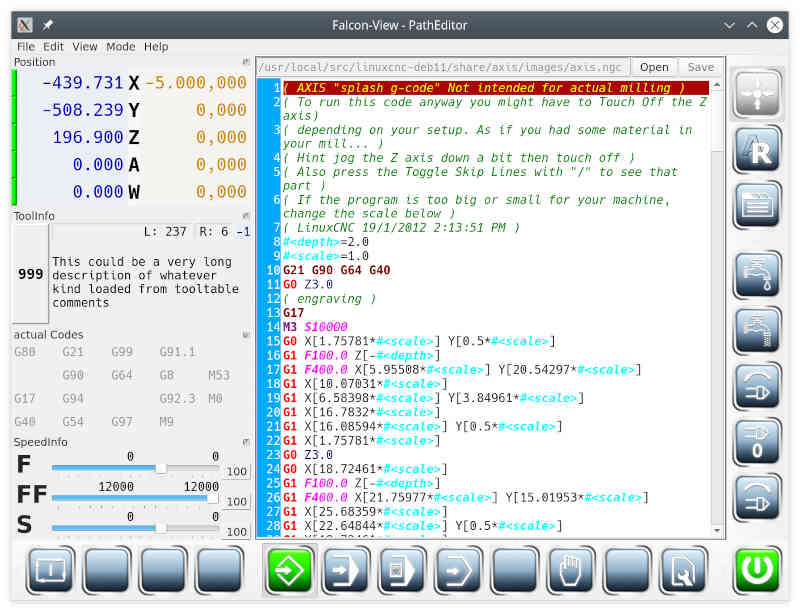 Falcon-View - PathEditor
File Edit View Mode Help
Position
-439.731 X -5.000,000
-508.239 Y 0,000
196.900 Z 0,000
0.000 A 0,000
0.000 W 0,000
ToolInfo
L: 237 R: 6 -1
999
This could be a very long
description of whatever
kind loaded from tooltable
comments
actual Codes
G80 G21 G99 G91.1
G90 G64 G8 M53
G17 G94 G92.3 M0
G40 G54 G97 M9
SpeedInfo
F 0 0 100
FF 12000 12000 100
S 0 0 100
/usr/local/src/linuxcnc-deb11/share/axis/images/axis.ngc Open Save
1 ( AXIS "splash g-code" Not intended for actual milling )
2 ( To run this code anyway you might have to Touch Off the Z
axis)
3 ( depending on your setup. As if you had some material in
your mill... )
4 ( Hint jog the Z axis down a bit then touch off )
5 ( Also press the Toggle Skip Lines with "/" to see that
part )
6 ( If the program is too big or small for your machine,
change the scale below )
7 ( LinuxCNC 19/1/2012 2:13:51 PM )
8 #<depth>=2.0
9 #<scale>=1.0
10 G21 G90 G64 G40
11 G0 Z3.0
12 ( engraving )
13 G17
14 M3 S10000
15 G0 X[1.75781*#<scale>] Y[0.5*#<scale>]
16 G1 F100.0 Z[-#<depth>]
17 G1 F400.0 X[5.95508*#<scale>] Y[20.54297*#<scale>]
18 G1 X[10.07031*#<scale>]
19 G1 X[6.58398*#<scale>] Y[3.84961*#<scale>]
20 G1 X[16.7832*#<scale>]
21 G1 X[16.08594*#<scale>] Y[0.5*#<scale>]
22 G1 X[1.75781*#<scale>]
23 G0 Z3.0
24 G0 X[18.72461*#<scale>]
25 G1 F100.0 Z[-#<depth>]
26 G1 F400.0 X[21.75977*#<scale>] Y[15.01953*#<scale>]
27 G1 X[25.68359*#<scale>]
28 G1 X[22.64844*#<scale>] Y[0.5*#<scale>]
R
0